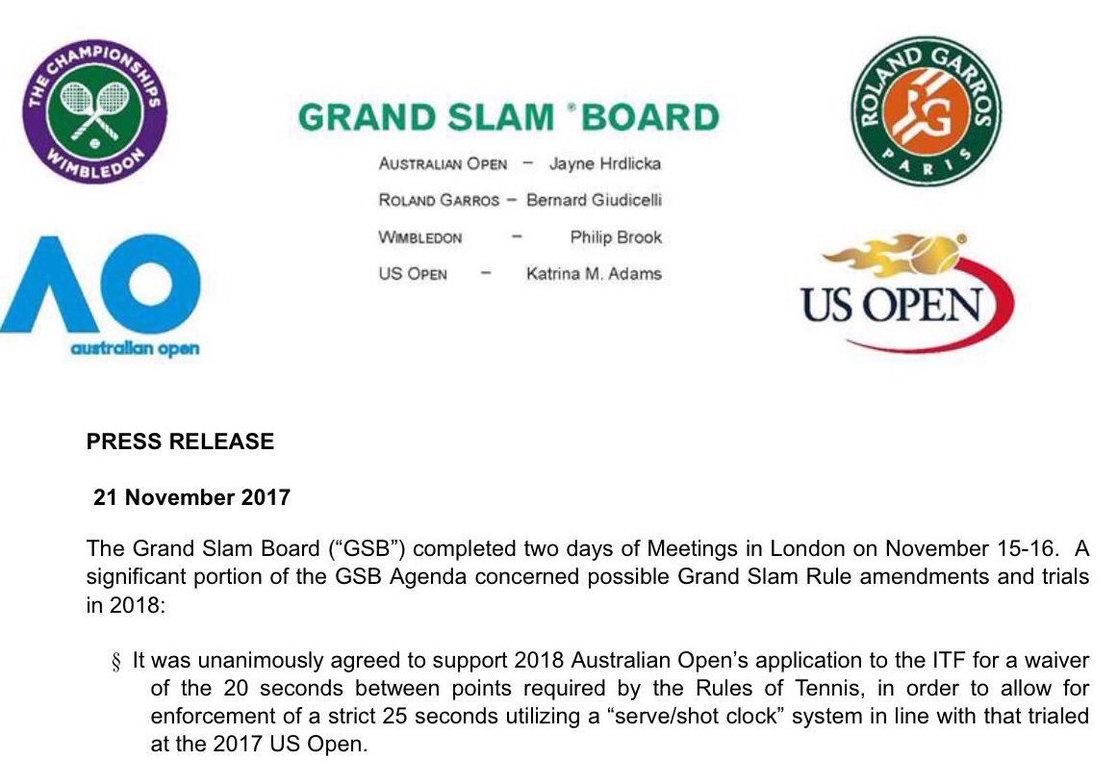 THE CHAMPIONSHIPS
WIMBLEDON
GRAND SLAM ® BOARD
AUSTRALIAN OPEN – Jayne Hrdlicka
ROLAND GARROS – Bernard Giudicelli
WIMBLEDON – Philip Brook
US OPEN – Katrina M. Adams
ROLAND GARROS
RG
PARIS
AO
australian open
US OPEN®
PRESS RELEASE
21 November 2017
The Grand Slam Board (“GSB”) completed two days of Meetings in London on November 15-16. A
significant portion of the GSB Agenda concerned possible Grand Slam Rule amendments and trials
in 2018:
§ It was unanimously agreed to support 2018 Australian Open’s application to the ITF for a waiver
of the 20 seconds between points required by the Rules of Tennis, in order to allow for
enforcement of a strict 25 seconds utilizing a “serve/shot clock” system in line with that trialed
at the 2017 US Open.